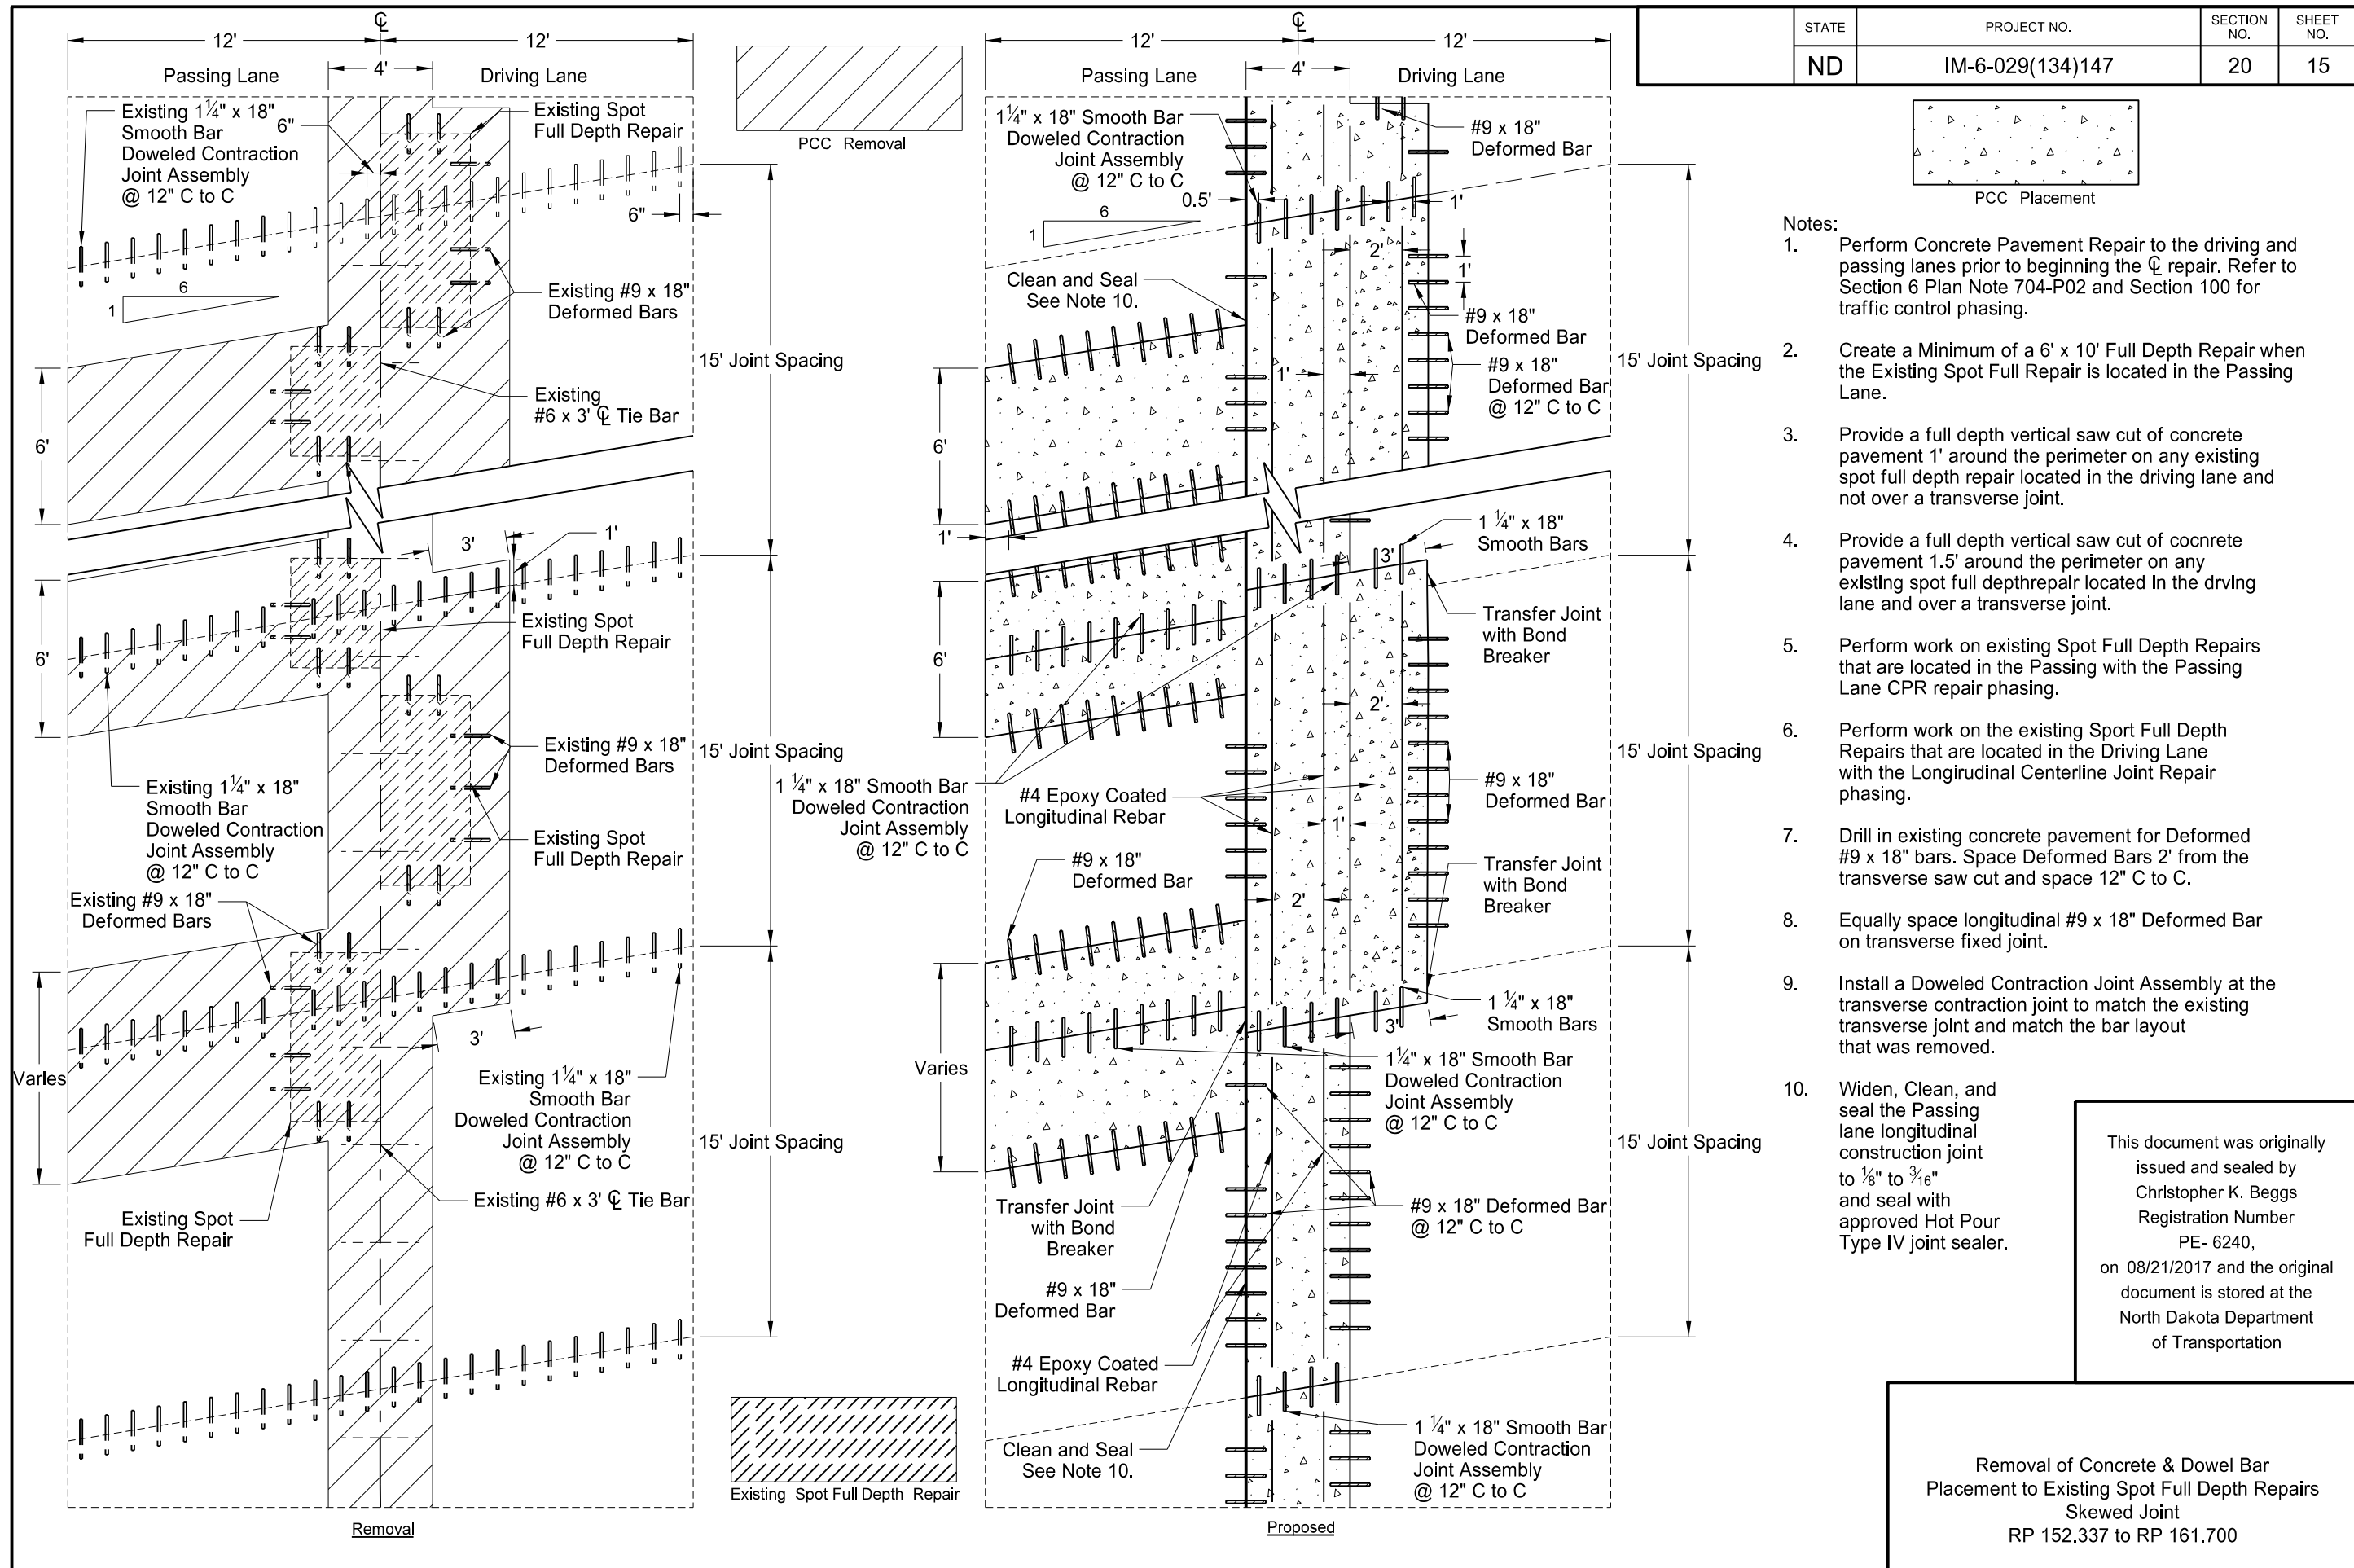 STATE
PROJECT NO.
SECTION NO.
SHEET NO.
ND
IM-6-029(134)147
20
15
℄
12'
12'
4'
Passing Lane
Driving Lane
Existing 1¼" x 18"
Smooth Bar
Doweled Contraction
Joint Assembly
@ 12" C to C
6"
Existing Spot
Full Depth Repair
6"
6
1
Existing #9 x 18"
Deformed Bars
15' Joint Spacing
Existing
#6 x 3' ℄ Tie Bar
6'
3'
1'
Existing Spot
Full Depth Repair
6'
Existing #9 x 18"
Deformed Bars
15' Joint Spacing
Existing 1¼" x 18"
Smooth Bar
Doweled Contraction
Joint Assembly
@ 12" C to C
Existing Spot
Full Depth Repair
Existing #9 x 18"
Deformed Bars
3'
Varies
Existing 1¼" x 18"
Smooth Bar
Doweled Contraction
Joint Assembly
@ 12" C to C
15' Joint Spacing
Existing #6 x 3' ℄ Tie Bar
Existing Spot
Full Depth Repair
Removal
PCC Removal
Existing Spot Full Depth Repair
℄
12'
12'
4'
Passing Lane
Driving Lane
1¼" x 18" Smooth Bar
Doweled Contraction
Joint Assembly
@ 12" C to C
#9 x 18"
Deformed Bar
0.5'
1'
6
1
2'
1'
Clean and Seal
See Note 10.
#9 x 18"
Deformed Bar
15' Joint Spacing
#9 x 18"
Deformed Bar
@ 12" C to C
1'
6'
1'
1 ¼" x 18"
Smooth Bars
3'
Transfer Joint
with Bond
Breaker
6'
2'
15' Joint Spacing
1 ¼" x 18" Smooth Bar
Doweled Contraction
Joint Assembly
@ 12" C to C
#4 Epoxy Coated
Longitudinal Rebar
#9 x 18"
Deformed Bar
1'
#9 x 18"
Deformed Bar
Transfer Joint
with Bond
Breaker
2'
1 ¼" x 18"
Smooth Bars
3'
Varies
1¼" x 18" Smooth Bar
Doweled Contraction
Joint Assembly
@ 12" C to C
15' Joint Spacing
Transfer Joint
with Bond
Breaker
#9 x 18" Deformed Bar
@ 12" C to C
#9 x 18"
Deformed Bar
#4 Epoxy Coated
Longitudinal Rebar
Clean and Seal
See Note 10.
1 ¼" x 18" Smooth Bar
Doweled Contraction
Joint Assembly
@ 12" C to C
Proposed
PCC Placement
Notes:
1. Perform Concrete Pavement Repair to the driving and
passing lanes prior to beginning the ℄ repair. Refer to
Section 6 Plan Note 704-P02 and Section 100 for
traffic control phasing.
2. Create a Minimum of a 6' x 10' Full Depth Repair when
the Existing Spot Full Repair is located in the Passing
Lane.
3. Provide a full depth vertical saw cut of concrete
pavement 1' around the perimeter on any existing
spot full depth repair located in the driving lane and
not over a transverse joint.
4. Provide a full depth vertical saw cut of cocnrete
pavement 1.5' around the perimeter on any
existing spot full depthrepair located in the drving
lane and over a transverse joint.
5. Perform work on existing Spot Full Depth Repairs
that are located in the Passing with the Passing
Lane CPR repair phasing.
6. Perform work on the existing Sport Full Depth
Repairs that are located in the Driving Lane
with the Longirudinal Centerline Joint Repair
phasing.
7. Drill in existing concrete pavement for Deformed
#9 x 18" bars. Space Deformed Bars 2' from the
transverse saw cut and space 12" C to C.
8. Equally space longitudinal #9 x 18" Deformed Bar
on transverse fixed joint.
9. Install a Doweled Contraction Joint Assembly at the
transverse contraction joint to match the existing
transverse joint and match the bar layout
that was removed.
10. Widen, Clean, and
seal the Passing
lane longitudinal
construction joint
to ⅛" to 3⁄16"
and seal with
approved Hot Pour
Type IV joint sealer.
This document was originally
issued and sealed by
Christopher K. Beggs
Registration Number
PE- 6240,
on 08/21/2017 and the original
document is stored at the
North Dakota Department
of Transportation
Removal of Concrete & Dowel Bar
Placement to Existing Spot Full Depth Repairs
Skewed Joint
RP 152.337 to RP 161.700